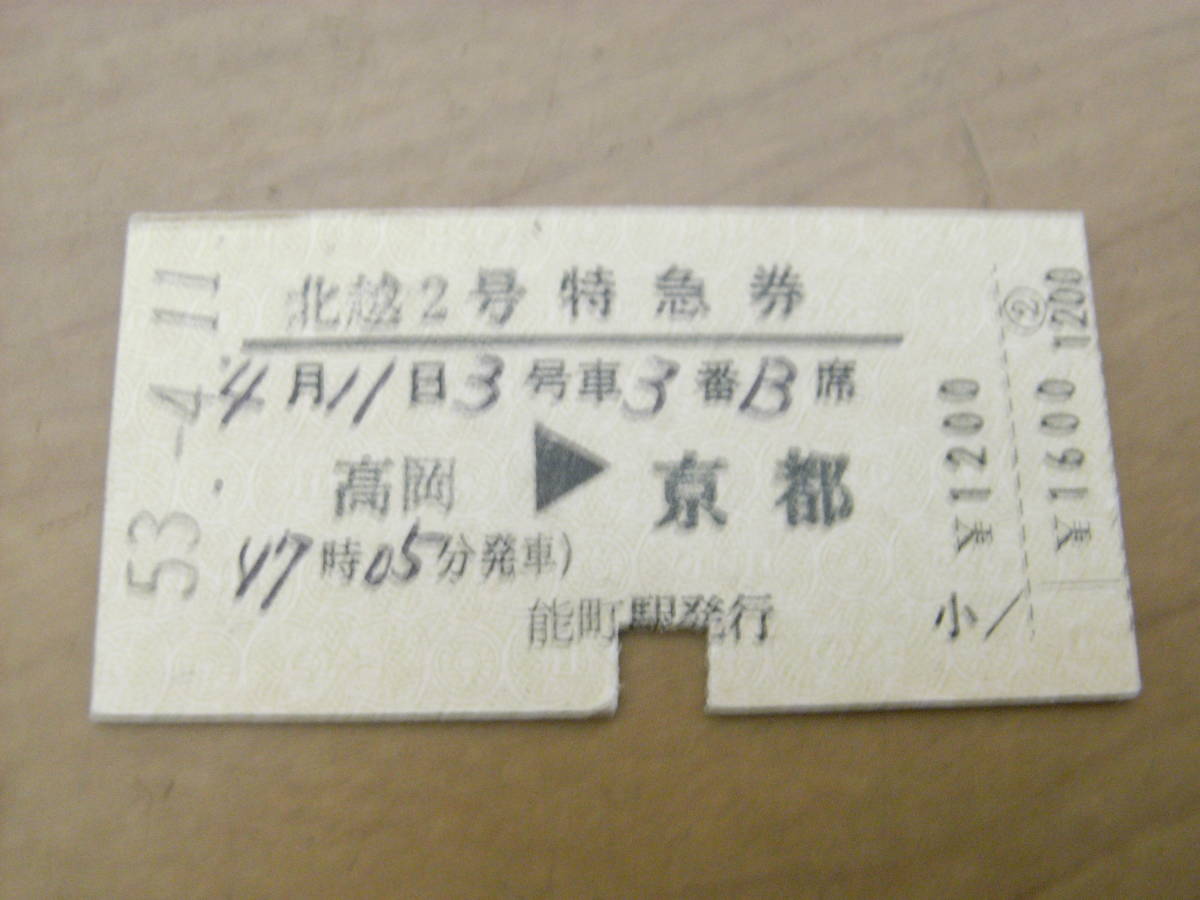 53.-4.11
北越2号特急券
4月11日3号車3番B席
高岡▶京都
17時05分発車)
能町駅発行
¥1200
小
②
¥1600 1200